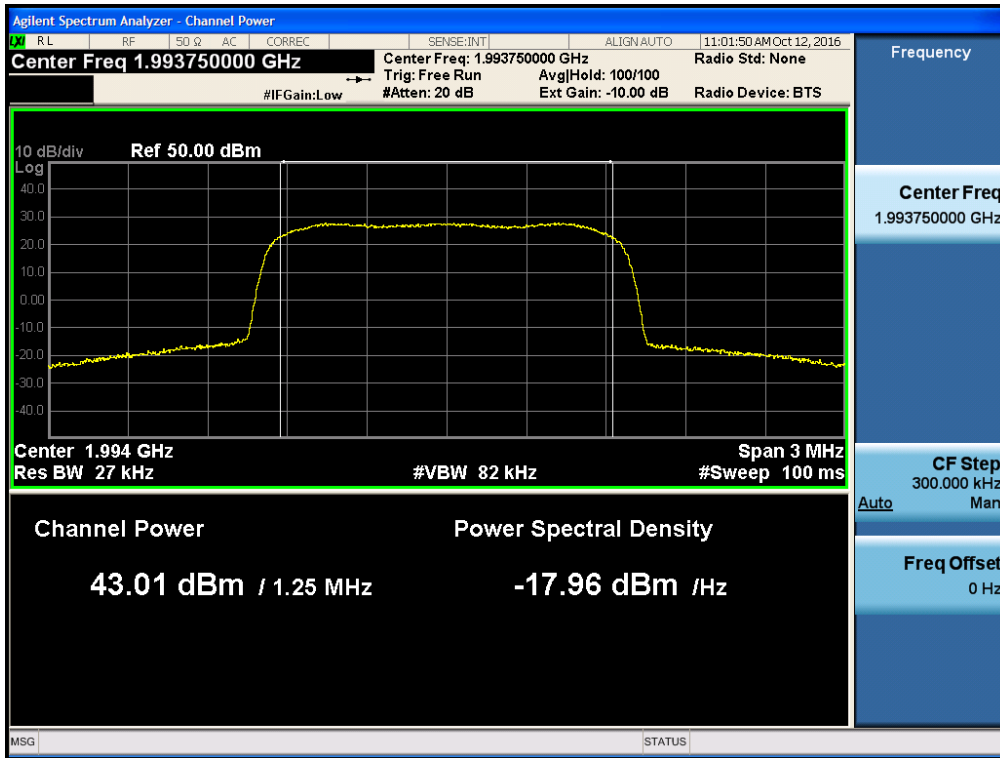 Agilent Spectrum Analyzer - Channel Power
LXI RL RF 50 Ω AC CORREC SENSE:INT ALIGN AUTO 11:01:50 AM Oct 12, 2016
Center Freq 1.993750000 GHz
Center Freq: 1.993750000 GHz
Radio Std: None
Trig: Free Run Avg|Hold: 100/100
#IFGain:Low
#Atten: 20 dB Ext Gain: -10.00 dB
Radio Device: BTS
10 dB/div Ref 50.00 dBm
Log
40.0
30.0
20.0
10.0
0.00
-10.0
-20.0
-30.0
-40.0
Center 1.994 GHz Span 3 MHz
Res BW 27 kHz #VBW 82 kHz #Sweep 100 ms
Channel Power
43.01 dBm / 1.25 MHz
Power Spectral Density
-17.96 dBm /Hz
Frequency
Center Freq
1.993750000 GHz
CF Step
300.000 kHz
Auto Man
Freq Offset
0 Hz
MSG STATUS